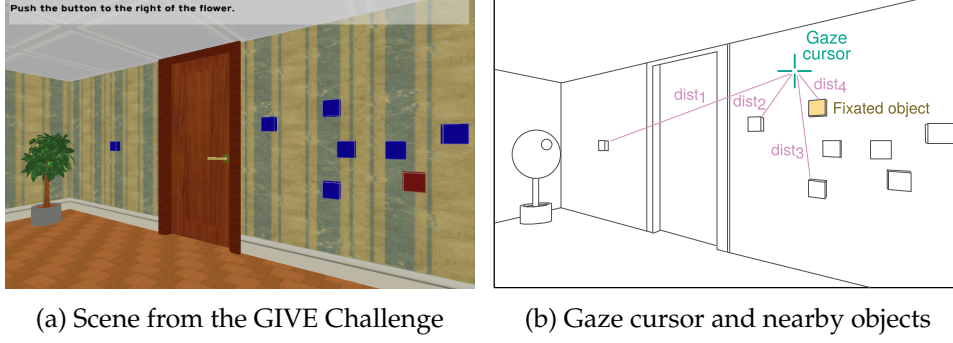 Push the button to the right of the flower.
Gaze
cursor
dist1
dist2
dist4
Fixated object
dist3
(a) Scene from the GIVE Challenge
(b) Gaze cursor and nearby objects